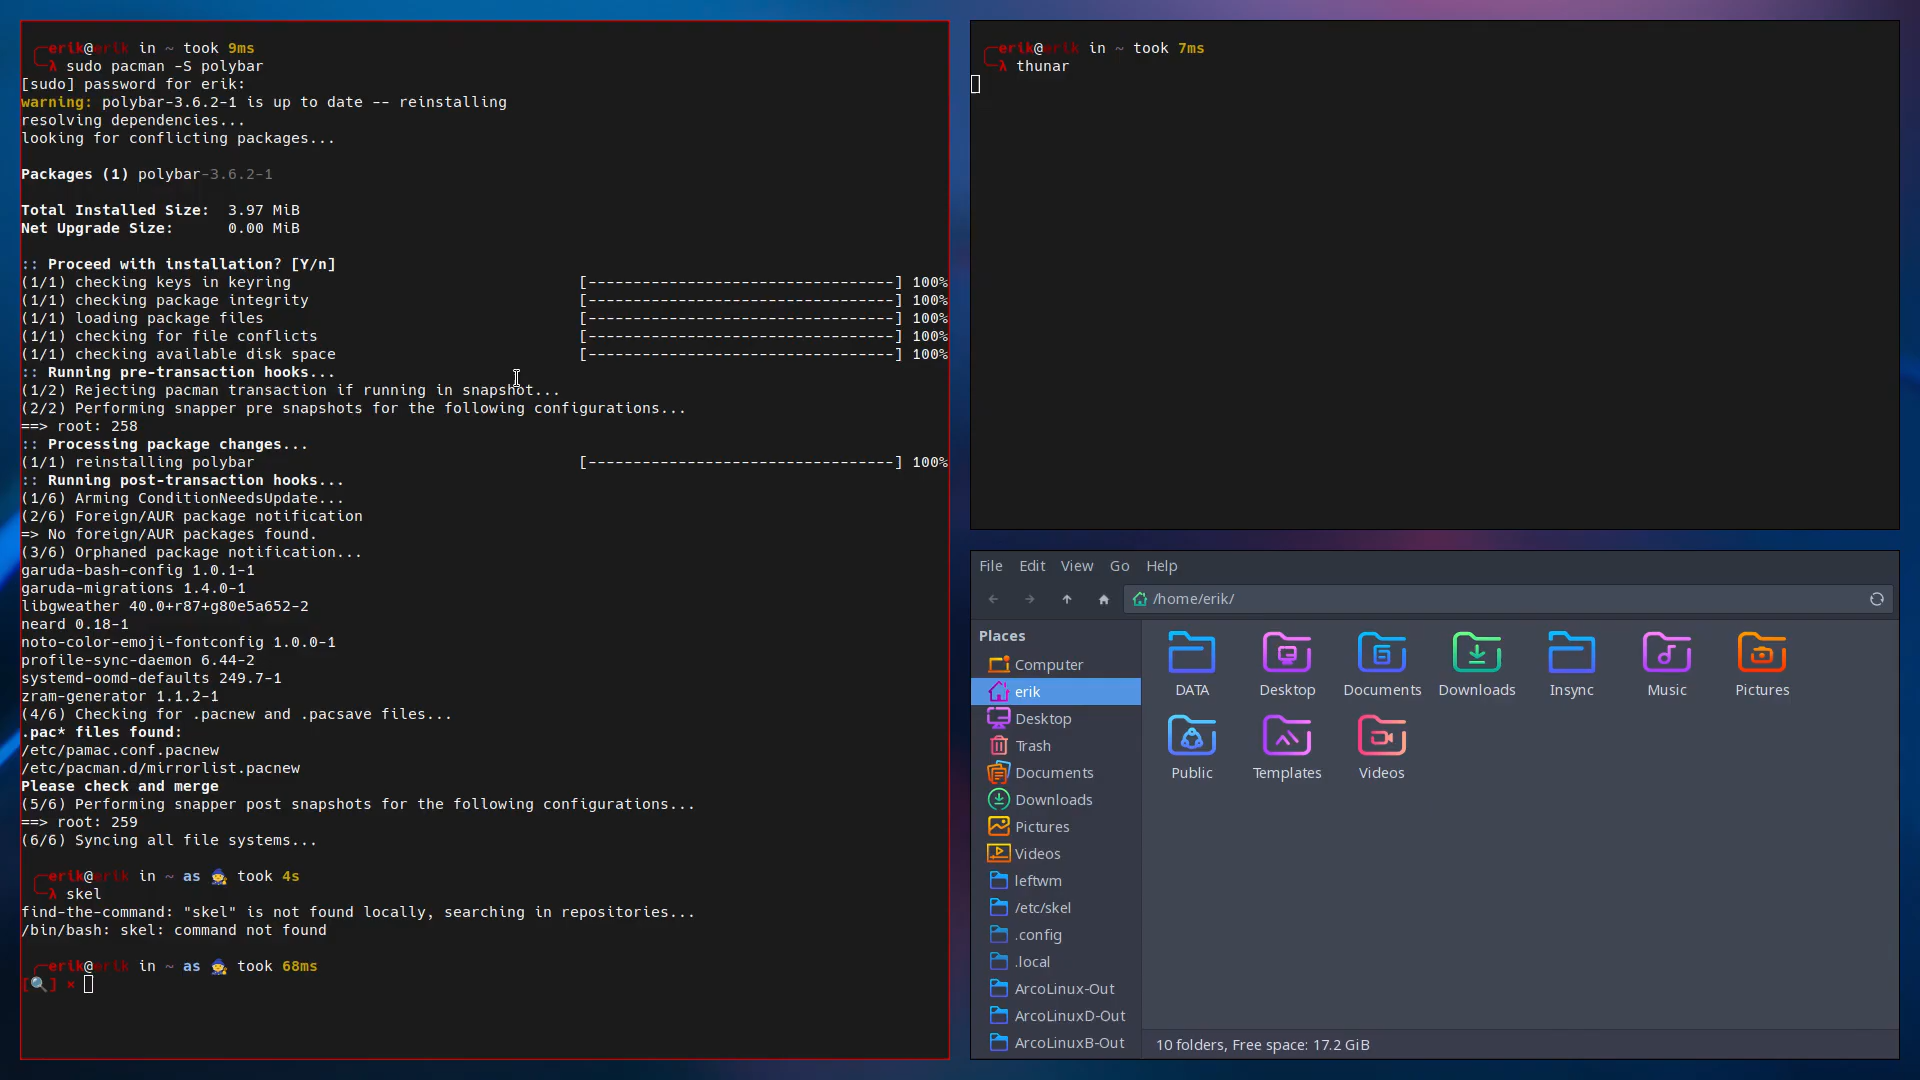 erik@erik in ~ took 9ms
λ sudo pacman -S polybar
[sudo] password for erik:
warning: polybar-3.6.2-1 is up to date -- reinstalling
resolving dependencies...
looking for conflicting packages...
Packages (1) polybar-3.6.2-1
Total Installed Size:  3.97 MiB
Net Upgrade Size:      0.00 MiB
:: Proceed with installation? [Y/n]
(1/1) checking keys in keyring [----------------------------------] 100%
(1/1) checking package integrity [----------------------------------] 100%
(1/1) loading package files [----------------------------------] 100%
(1/1) checking for file conflicts [----------------------------------] 100%
(1/1) checking available disk space [----------------------------------] 100%
:: Running pre-transaction hooks...
(1/2) Rejecting pacman transaction if running in snapshot...
(2/2) Performing snapper pre snapshots for the following configurations...
==> root: 258
:: Processing package changes...
(1/1) reinstalling polybar [----------------------------------] 100%
:: Running post-transaction hooks...
(1/6) Arming ConditionNeedsUpdate...
(2/6) Foreign/AUR package notification
=> No foreign/AUR packages found.
(3/6) Orphaned package notification...
garuda-bash-config 1.0.1-1
garuda-migrations 1.4.0-1
libgweather 40.0+r87+g80e5a652-2
neard 0.18-1
noto-color-emoji-fontconfig 1.0.0-1
profile-sync-daemon 6.44-2
systemd-oomd-defaults 249.7-1
zram-generator 1.1.2-1
(4/6) Checking for .pacnew and .pacsave files...
.pac* files found:
/etc/pamac.conf.pacnew
/etc/pacman.d/mirrorlist.pacnew
Please check and merge
(5/6) Performing snapper post snapshots for the following configurations...
==> root: 259
(6/6) Syncing all file systems...
erik@erik in ~ as 🧙 took 4s
λ skel
find-the-command: "skel" is not found locally, searching in repositories...
/bin/bash: skel: command not found
erik@erik in ~ as 🧙 took 68ms
[🔍] ×
erik@erik in ~ took 7ms
λ thunar
File Edit View Go Help
/home/erik/
Places
Computer
erik
Desktop
Trash
Documents
Downloads
Pictures
Videos
leftwm
/etc/skel
.config
.local
ArcoLinux-Out
ArcoLinuxD-Out
ArcoLinuxB-Out
DATA Desktop Documents Downloads Insync Music Pictures
Public Templates Videos
10 folders, Free space: 17.2 GiB